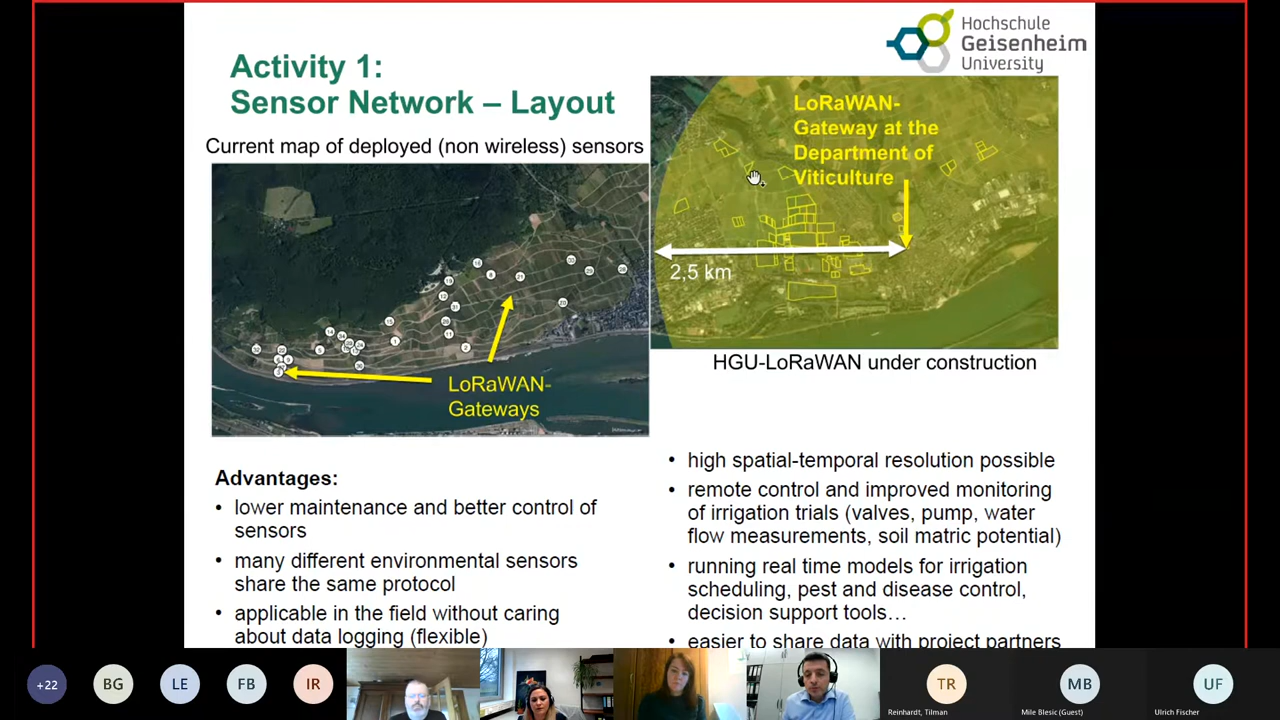 Hochschule
Geisenheim
University
Activity 1:
Sensor Network – Layout
Current map of deployed (non wireless) sensors
LoRaWAN-
Gateways
LoRaWAN-
Gateway at the
Department of
Viticulture
2,5 km
HGU-LoRaWAN under construction
Advantages:
• lower maintenance and better control of
sensors
• many different environmental sensors
share the same protocol
• applicable in the field without caring
about data logging (flexible)
• high spatial-temporal resolution possible
• remote control and improved monitoring
of irrigation trials (valves, pump, water
flow measurements, soil matric potential)
• running real time models for irrigation
scheduling, pest and disease control,
decision support tools…
• easier to share data with project partners
+22
BG
LE
FB
IR
TR
Reinhardt, Tilman
MB
Mile Blesic (Guest)
UF
Ulrich Fischer